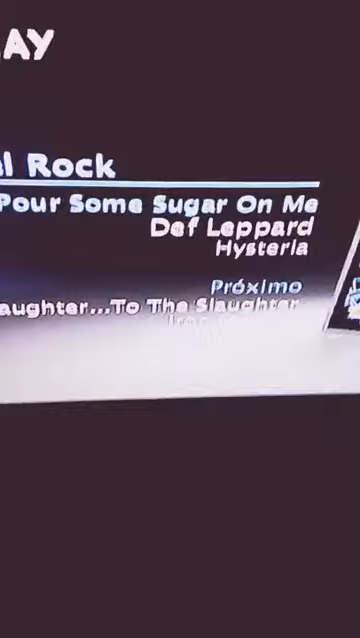 AY
l Rock
Pour Some Sugar On Me
Def Leppard
Hysteria
Próximo
aughter...To The Slaughter